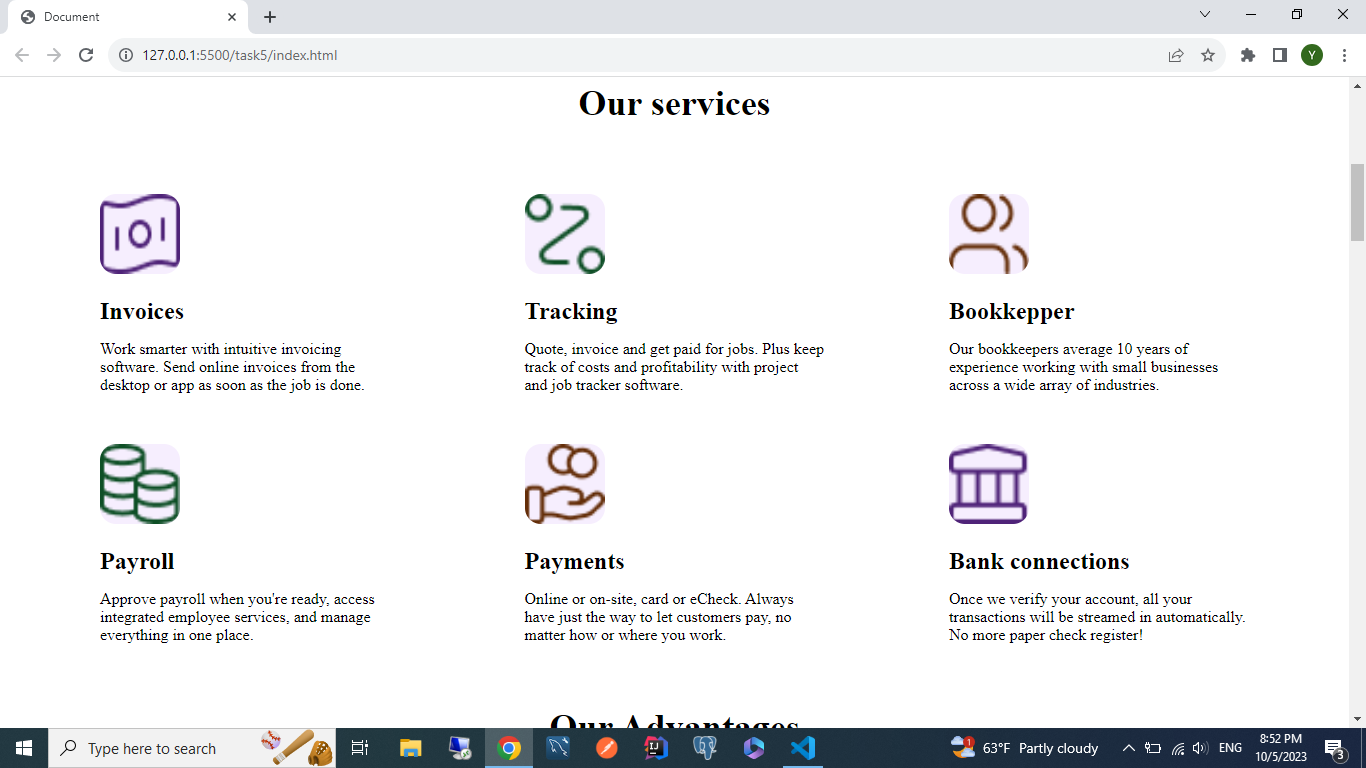 Document
127.0.0.1:5500/task5/index.html
Y
Our services
Invoices
Work smarter with intuitive invoicing
software. Send online invoices from the
desktop or app as soon as the job is done.
Tracking
Quote, invoice and get paid for jobs. Plus keep
track of costs and profitability with project
and job tracker software.
Bookkepper
Our bookkeepers average 10 years of
experience working with small businesses
across a wide array of industries.
Payroll
Approve payroll when you're ready, access
integrated employee services, and manage
everything in one place.
Payments
Online or on-site, card or eCheck. Always
have just the way to let customers pay, no
matter how or where you work.
Bank connections
Once we verify your account, all your
transactions will be streamed in automatically.
No more paper check register!
Our Advantages
Type here to search
IJ
1
63°F Partly cloudy
ENG
8:52 PM
10/5/2023
3